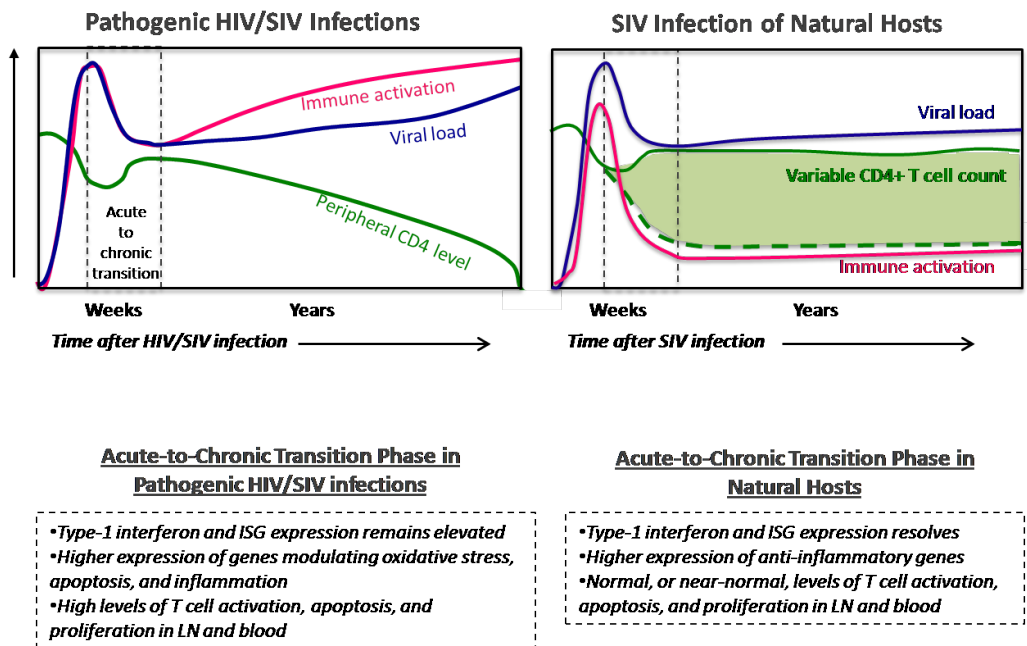 Pathogenic HIV/SIV Infections
Immune activation
Viral load
Peripheral CD4 level
Acute
to
chronic
transition
Weeks
Years
Time after HIV/SIV infection
SIV Infection of Natural Hosts
Viral load
Variable CD4+ T cell count
Immune activation
Weeks
Years
Time after SIV infection
Acute-to-Chronic Transition Phase in
Pathogenic HIV/SIV infections
•Type-1 interferon and ISG expression remains elevated
•Higher expression of genes modulating oxidative stress,
apoptosis, and inflammation
•High levels of T cell activation, apoptosis, and
proliferation in LN and blood
Acute-to-Chronic Transition Phase in
Natural Hosts
•Type-1 interferon and ISG expression resolves
•Higher expression of anti-inflammatory genes
•Normal, or near-normal, levels of T cell activation,
apoptosis, and proliferation in LN and blood